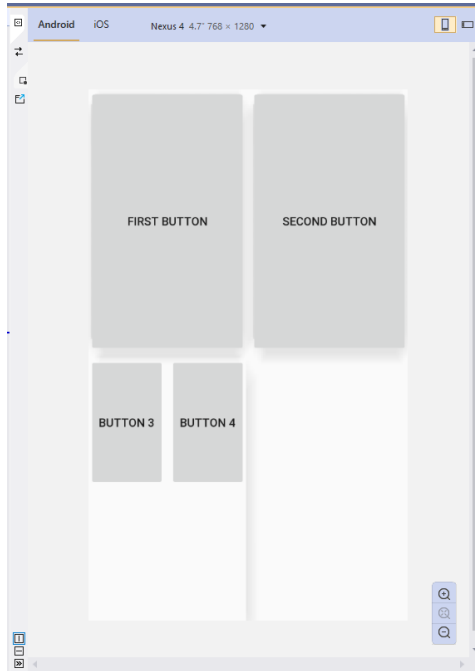 Android iOS Nexus 4 4.7" 768 × 1280
FIRST BUTTON SECOND BUTTON
BUTTON 3 BUTTON 4